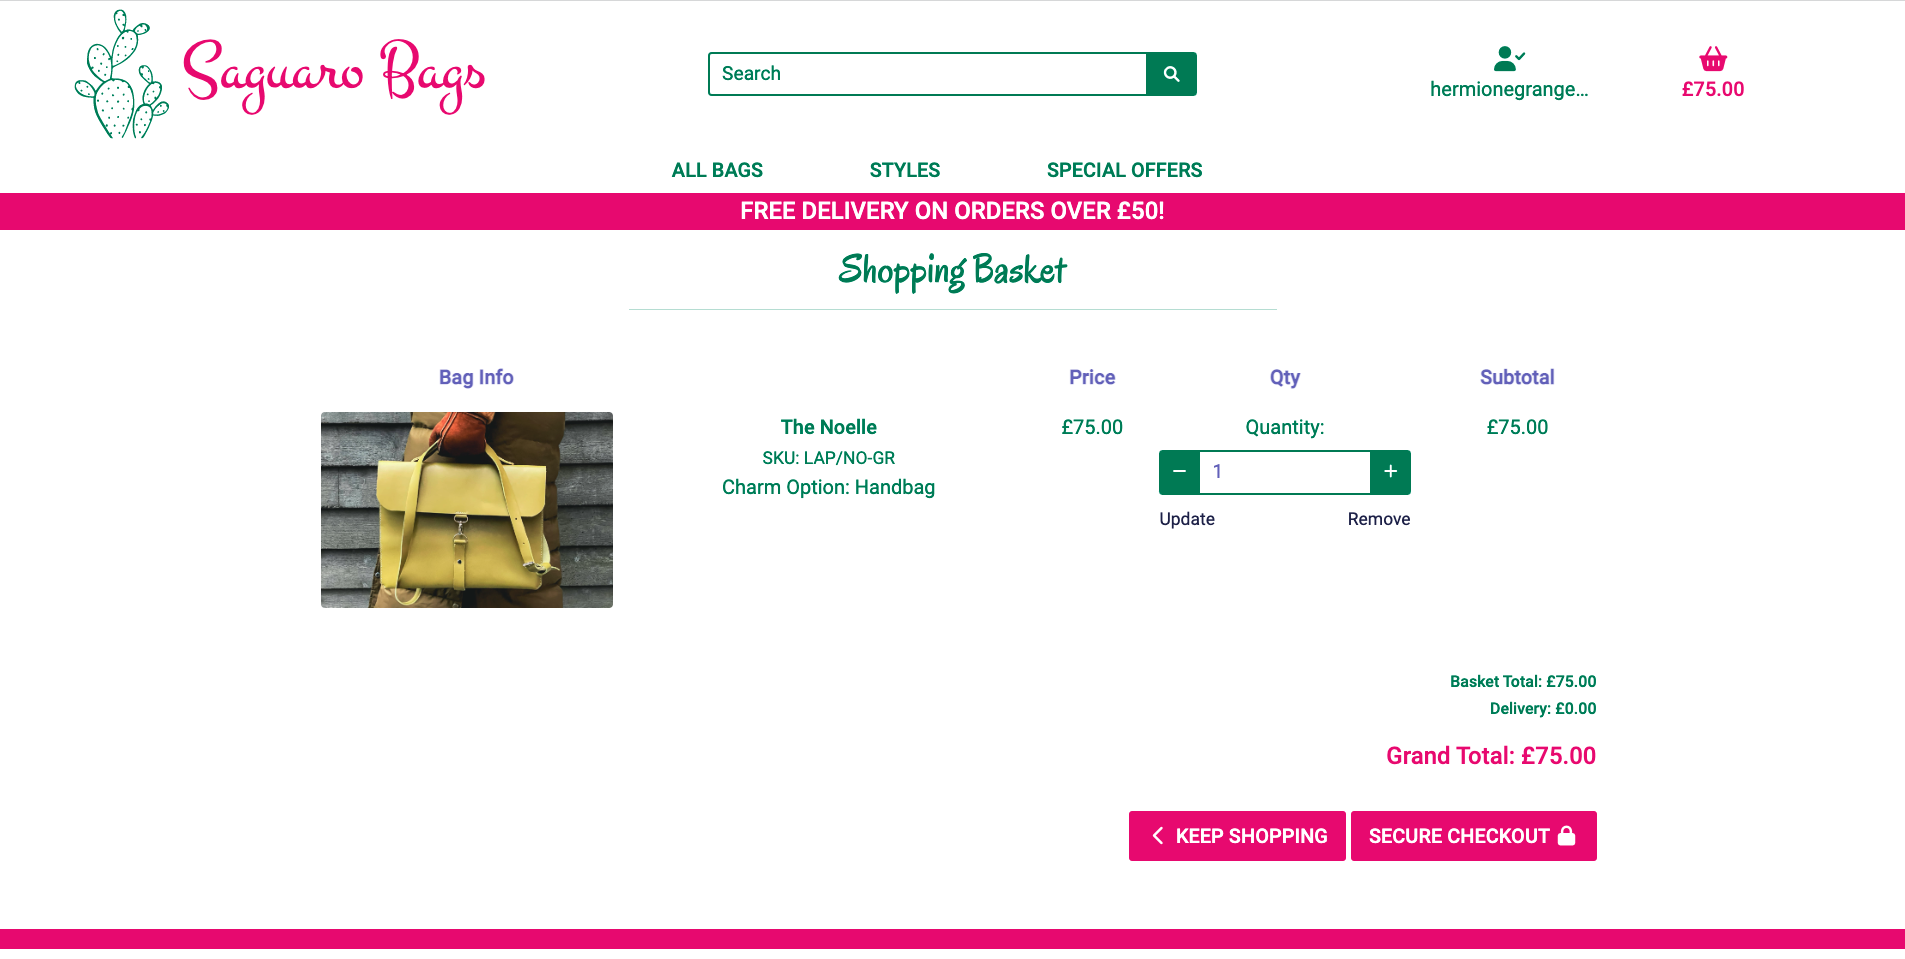 Saguaro Bags
Search
hermionegrange...
£75.00
ALL BAGS
STYLES
SPECIAL OFFERS
FREE DELIVERY ON ORDERS OVER £50!
Shopping Basket
Bag Info
Price
Qty
Subtotal
The Noelle
SKU: LAP/NO-GR
Charm Option: Handbag
£75.00
Quantity:
− 1 +
Update
Remove
£75.00
Basket Total: £75.00
Delivery: £0.00
Grand Total: £75.00
KEEP SHOPPING
SECURE CHECKOUT